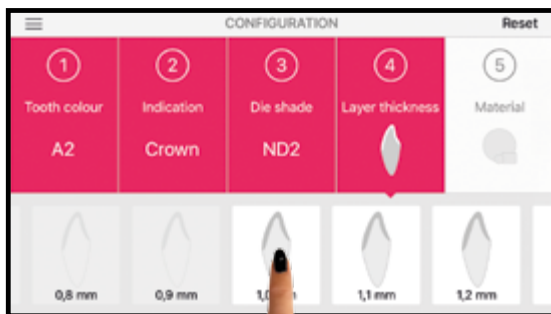 CONFIGURATION Reset
1 2 3 4 5
Tooth colour Indication Die shade Layer thickness Material
A2 Crown ND2
0,8 mm 0,9 mm 1,1 mm 1,2 mm